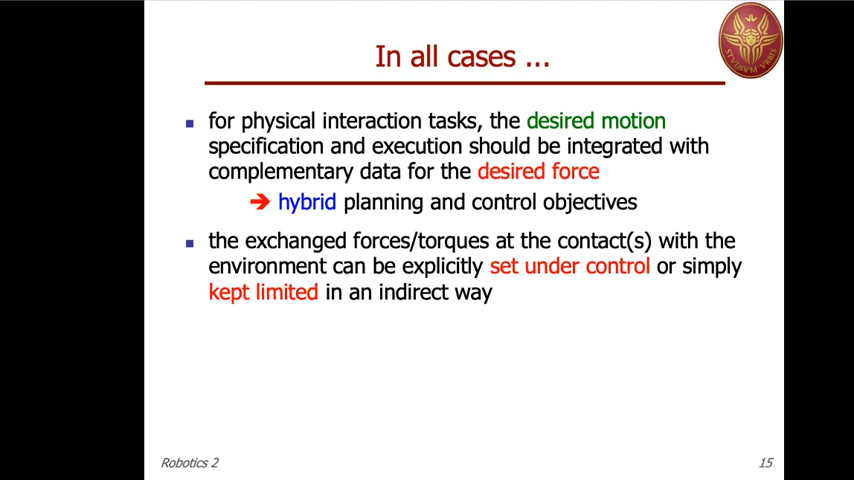 In all cases ...
STVDIVM VRBIS
for physical interaction tasks, the desired motion
specification and execution should be integrated with
complementary data for the desired force
➔ hybrid planning and control objectives
the exchanged forces/torques at the contact(s) with the
environment can be explicitly set under control or simply
kept limited in an indirect way
Robotics 2
15